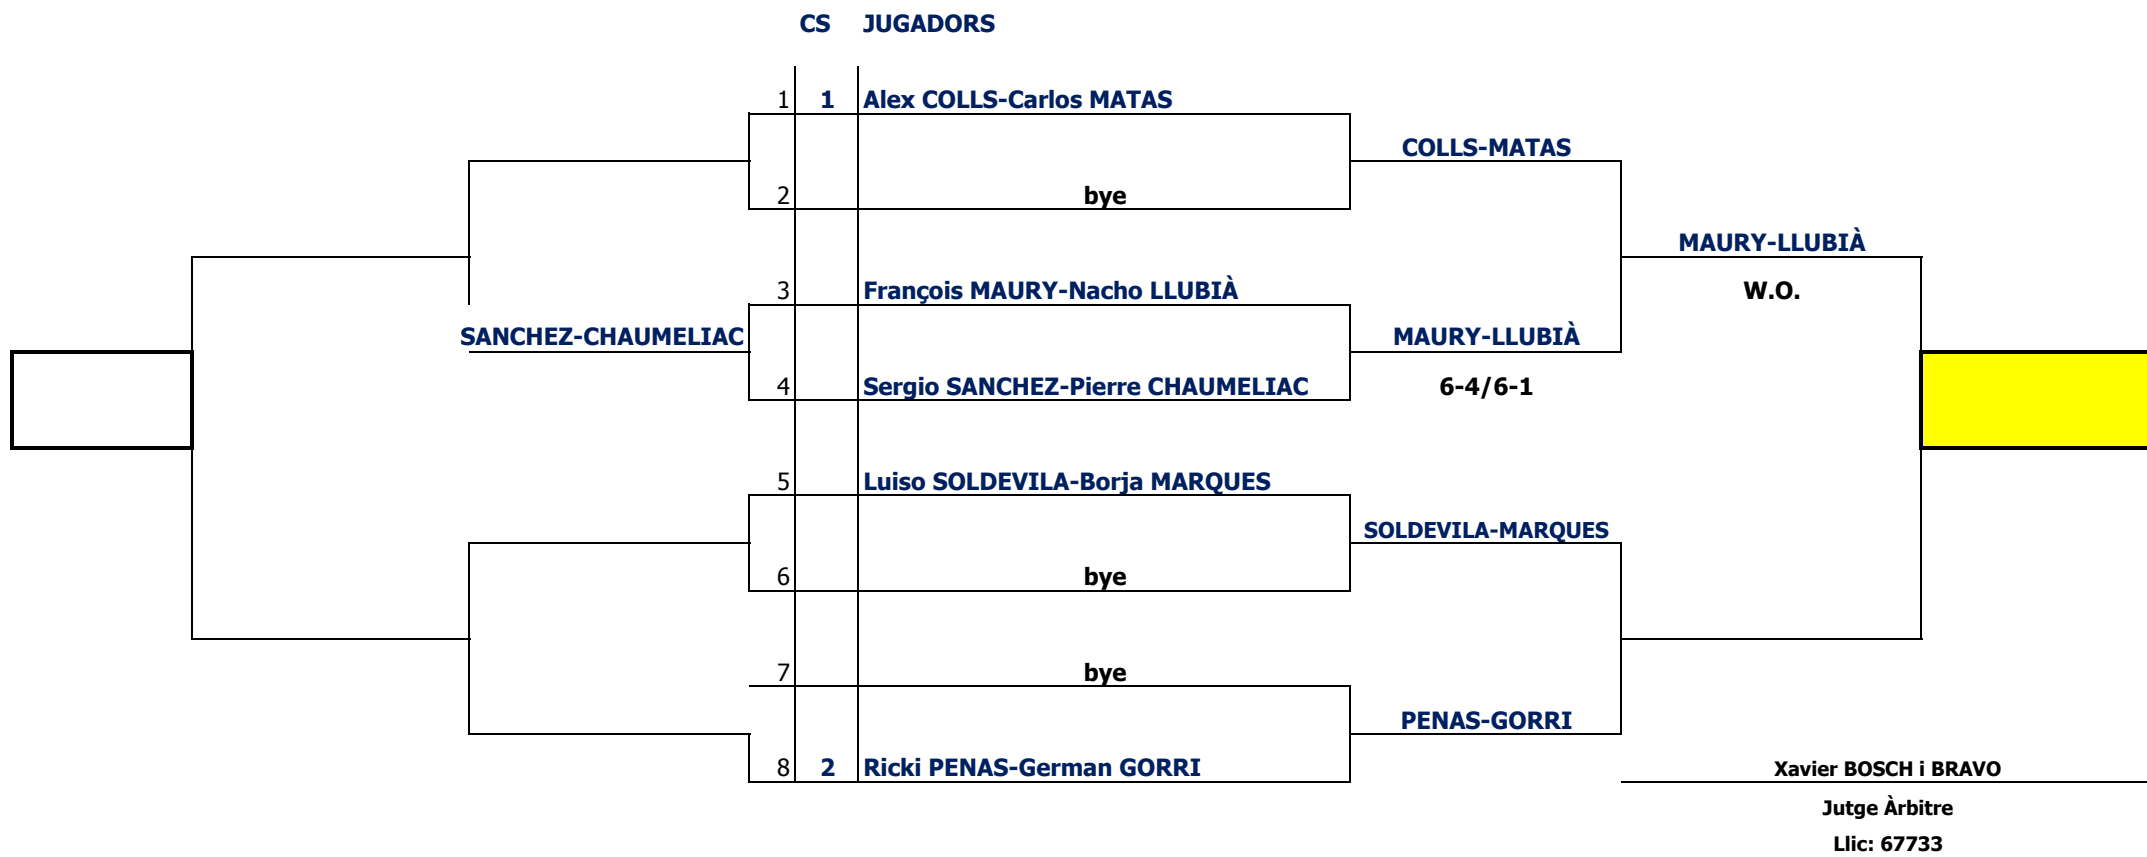 CS JUGADORS
1 1 Alex COLLS-Carlos MATAS
COLLS-MATAS
2 bye
MAURY-LLUBIÀ
3 François MAURY-Nacho LLUBIÀ W.O.
SANCHEZ-CHAUMELIAC MAURY-LLUBIÀ
4 Sergio SANCHEZ-Pierre CHAUMELIAC 6-4/6-1
5 Luiso SOLDEVILA-Borja MARQUES
SOLDEVILA-MARQUES
6 bye
7 bye
PENAS-GORRI
8 2 Ricki PENAS-German GORRI Xavier BOSCH i BRAVO
Jutge Àrbitre
Llic: 67733